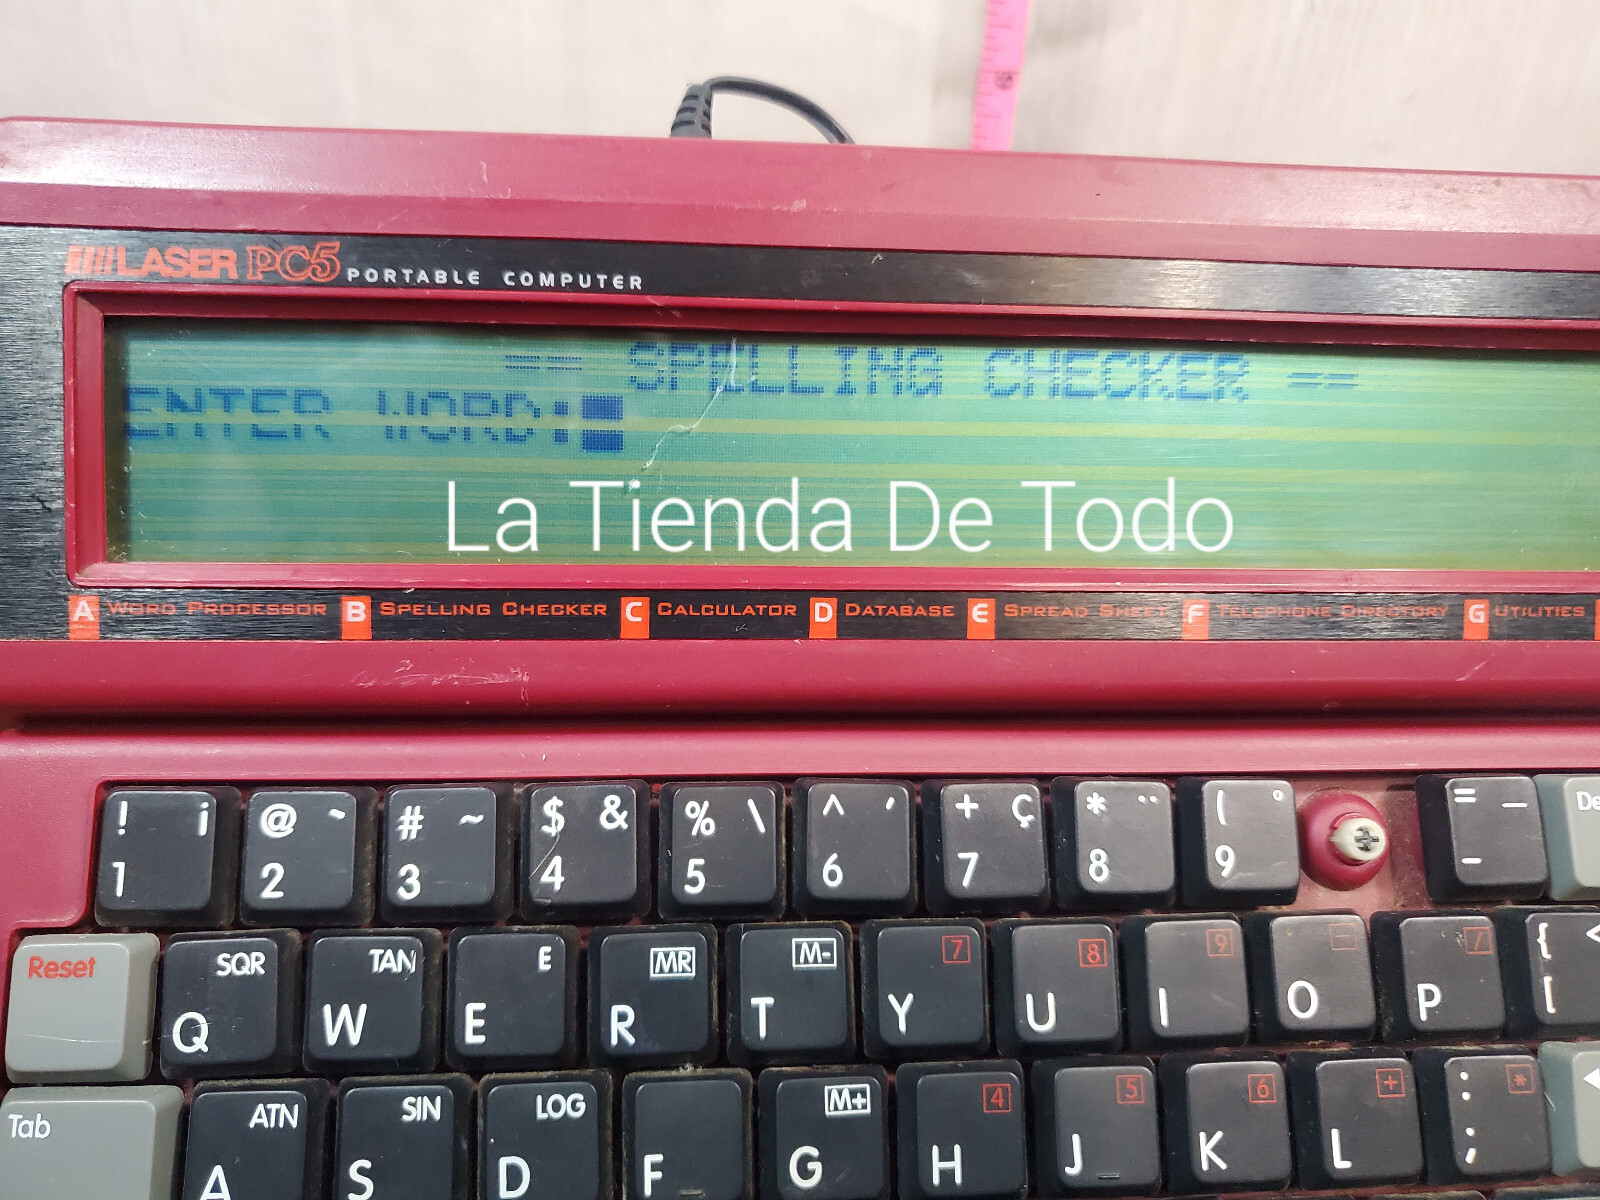 LASER PC5 PORTABLE COMPUTER
== SPELLING CHECKER ==
ENTER WORD:
La Tienda De Todo
A WORD PROCESSOR B SPELLING CHECKER C CALCULATOR D DATABASE E SPREAD SHEET F TELEPHONE DIRECTORY G UTILITIES
! ¡ @ ` # ~ $ & % \ ^ ´ + ç * ¨ ( ° = _
1 2 3 4 5 6 7 8 9 -
Reset SQR TAN E MR M- 7 8 9 - / { <
Q W E R T Y U I O P [
Tab ATN SIN LOG M+ 4 5 6 + : *
A S D F G H J K L ;